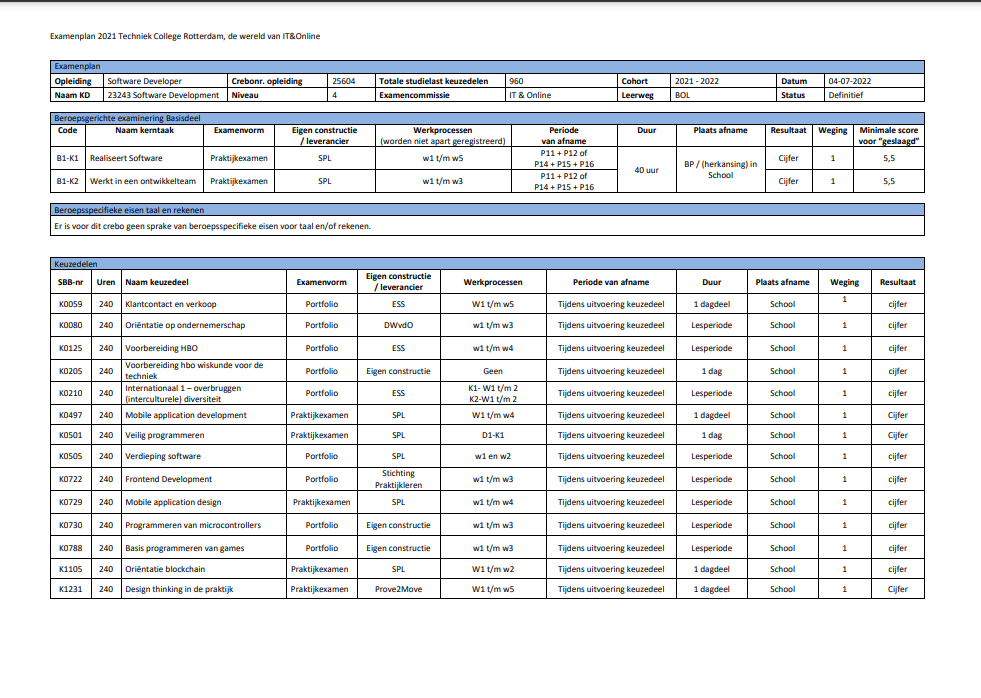 Examenplan 2021 Techniek College Rotterdam, de wereld van IT&Online
Examenplan
Opleiding Software Developer Crebonr. opleiding 25604 Totale studielast keuzedelen 960 Cohort 2021 - 2022 Datum 04-07-2022
Naam KD 23243 Software Development Niveau 4 Examencommissie IT & Online Leerweg BOL Status Definitief
Beroepsgerichte examinering Basisdeel
Code Naam kerntaak Examenvorm Eigen constructie / leverancier Werkprocessen (worden niet apart geregistreerd) Periode van afname Duur Plaats afname Resultaat Weging Minimale score voor "geslaagd"
B1-K1 Realiseert Software Praktijkexamen SPL w1 t/m w5 P11 + P12 of P14 + P15 + P16 40 uur BP / (herkansing) in School Cijfer 1 5,5
B1-K2 Werkt in een ontwikkelteam Praktijkexamen SPL w1 t/m w3 P11 + P12 of P14 + P15 + P16 Cijfer 1 5,5
Beroepsspecifieke eisen taal en rekenen
Er is voor dit crebo geen sprake van beroepsspecifieke eisen voor taal en/of rekenen.
Keuzedelen
SBB-nr Uren Naam keuzedeel Examenvorm Eigen constructie / leverancier Werkprocessen Periode van afname Duur Plaats afname Weging Resultaat
K0059 240 Klantcontact en verkoop Portfolio ESS w1 t/m w5 Tijdens uitvoering keuzedeel 1 dagdeel School 1 cijfer
K0080 240 Oriëntatie op ondernemerschap Portfolio DWvdO w1 t/m w3 Tijdens uitvoering keuzedeel Lesperiode School 1 cijfer
K0125 240 Voorbereiding HBO Portfolio ESS w1 t/m w4 Tijdens uitvoering keuzedeel Lesperiode School 1 cijfer
K0205 240 Voorbereiding hbo wiskunde voor de techniek Portfolio Eigen constructie Geen Tijdens uitvoering keuzedeel 1 dag School 1 cijfer
K0210 240 Internationaal 1 – overbruggen (interculturele) diversiteit Portfolio ESS K1- W1 t/m 2 K2-W1 t/m 2 Tijdens uitvoering keuzedeel Lesperiode School 1 cijfer
K0497 240 Mobile application development Praktijkexamen SPL W1 t/m w4 Tijdens uitvoering keuzedeel 1 dagdeel School 1 Cijfer
K0501 240 Veilig programmeren Praktijkexamen SPL D1-K1 Tijdens uitvoering keuzedeel 1 dag School 1 Cijfer
K0505 240 Verdieping software Portfolio SPL w1 en w2 Tijdens uitvoering keuzedeel Lesperiode School 1 cijfer
K0722 240 Frontend Development Portfolio Stichting Praktijkleren w1 t/m w3 Tijdens uitvoering keuzedeel Lesperiode School 1 cijfer
K0729 240 Mobile application design Praktijkexamen SPL w1 t/m w4 Tijdens uitvoering keuzedeel Lesperiode School 1 cijfer
K0730 240 Programmeren van microcontrollers Portfolio Eigen constructie w1 t/m w3 Tijdens uitvoering keuzedeel Lesperiode School 1 cijfer
K0788 240 Basis programmeren van games Portfolio Eigen constructie w1 t/m w3 Tijdens uitvoering keuzedeel Lesperiode School 1 cijfer
K1105 240 Oriëntatie blockchain Praktijkexamen SPL W1 t/m w2 Tijdens uitvoering keuzedeel 1 dagdeel School 1 Cijfer
K1231 240 Design thinking in de praktijk Praktijkexamen Prove2Move W1 t/m w5 Tijdens uitvoering keuzedeel 1 dagdeel School 1 Cijfer